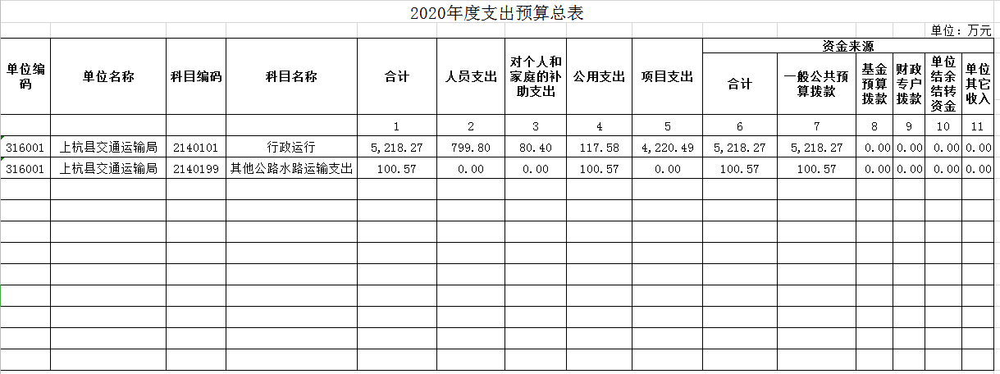 2020年度支出预算总表
单位：万元
单位编码 单位名称 科目编码 科目名称 合计 人员支出 对个人和家庭的补助支出 公用支出 项目支出 资金来源
合计 一般公共预算拨款 基金预算拨款 财政专户拨款 单位结余结转资金 单位其它收入
1 2 3 4 5 6 7 8 9 10 11
316001 上杭县交通运输局 2140101 行政运行 5,218.27 799.80 80.40 117.58 4,220.49 5,218.27 5,218.27 0.00 0.00 0.00 0.00
316001 上杭县交通运输局 2140199 其他公路水路运输支出 100.57 0.00 0.00 100.57 0.00 100.57 100.57 0.00 0.00 0.00 0.00